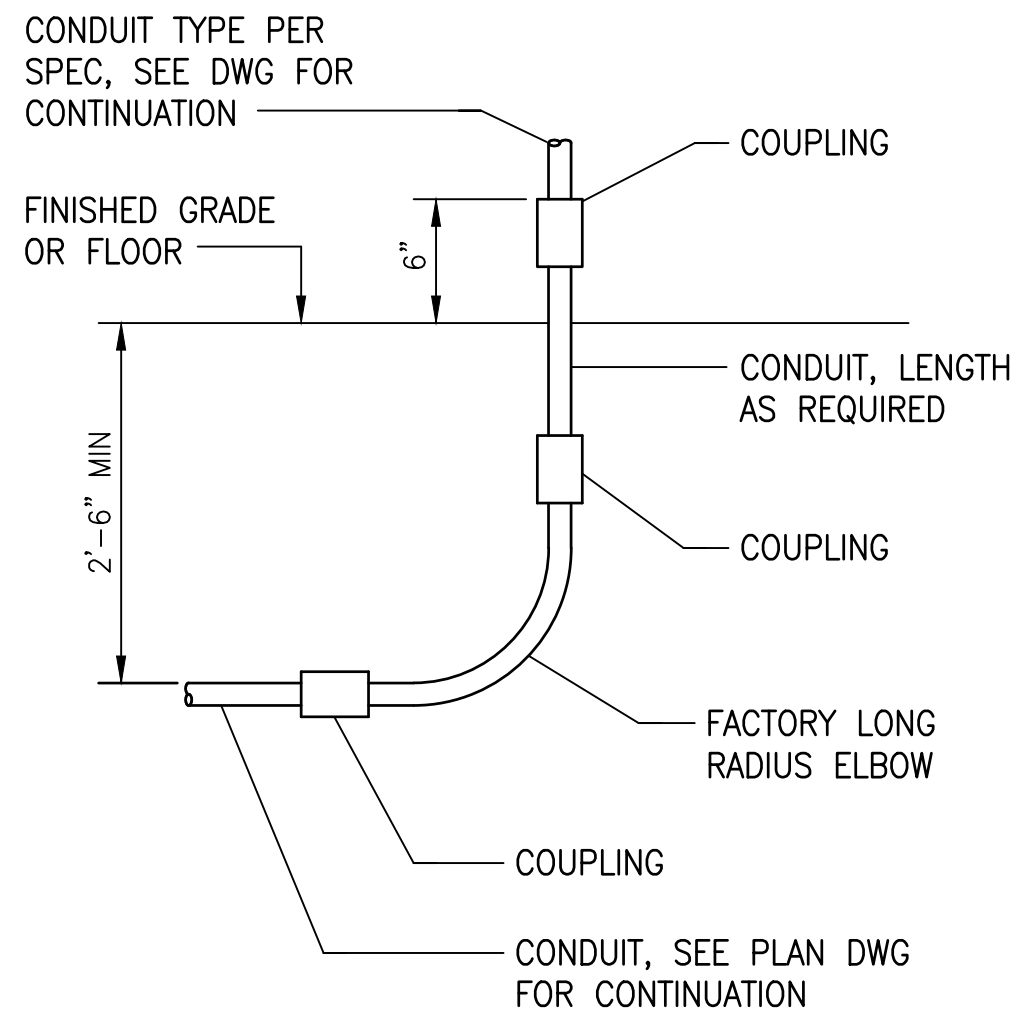 CONDUIT TYPE PER
SPEC, SEE DWG FOR
CONTINUATION
COUPLING
FINISHED GRADE
OR FLOOR
6"
CONDUIT, LENGTH
AS REQUIRED
2'-6" MIN
COUPLING
FACTORY LONG
RADIUS ELBOW
COUPLING
CONDUIT, SEE PLAN DWG
FOR CONTINUATION